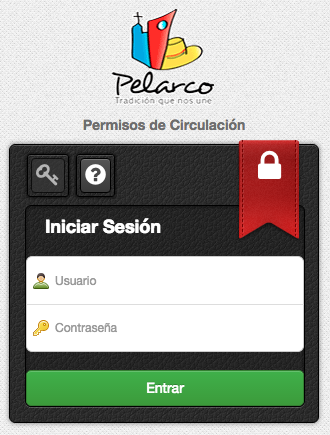 Pelarco
Tradición que nos une
Permisos de Circulación
Iniciar Sesión
Usuario
Contraseña
Entrar